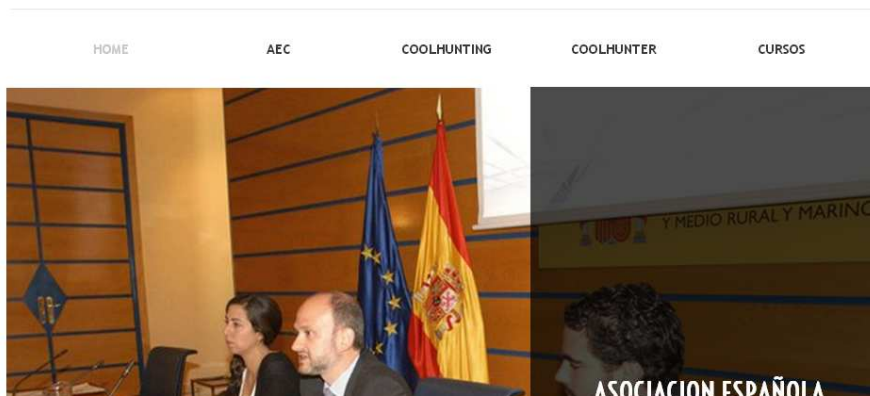 HOME AEC COOLHUNTING COOLHUNTER CURSOS
Y MEDIO RURAL Y MARINO
ASOCIACION ESPAÑOLA